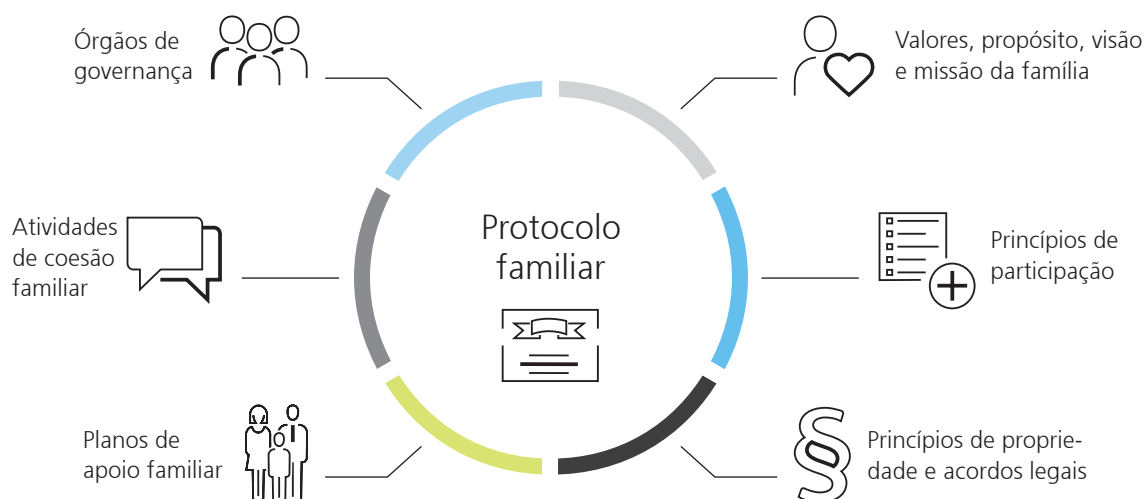 Órgãos de
governança
Valores, propósito, visão
e missão da família
Atividades
de coesão
familiar
Protocolo
familiar
Princípios de
participação
Planos de
apoio familiar
Princípios de proprie-
dade e acordos legais